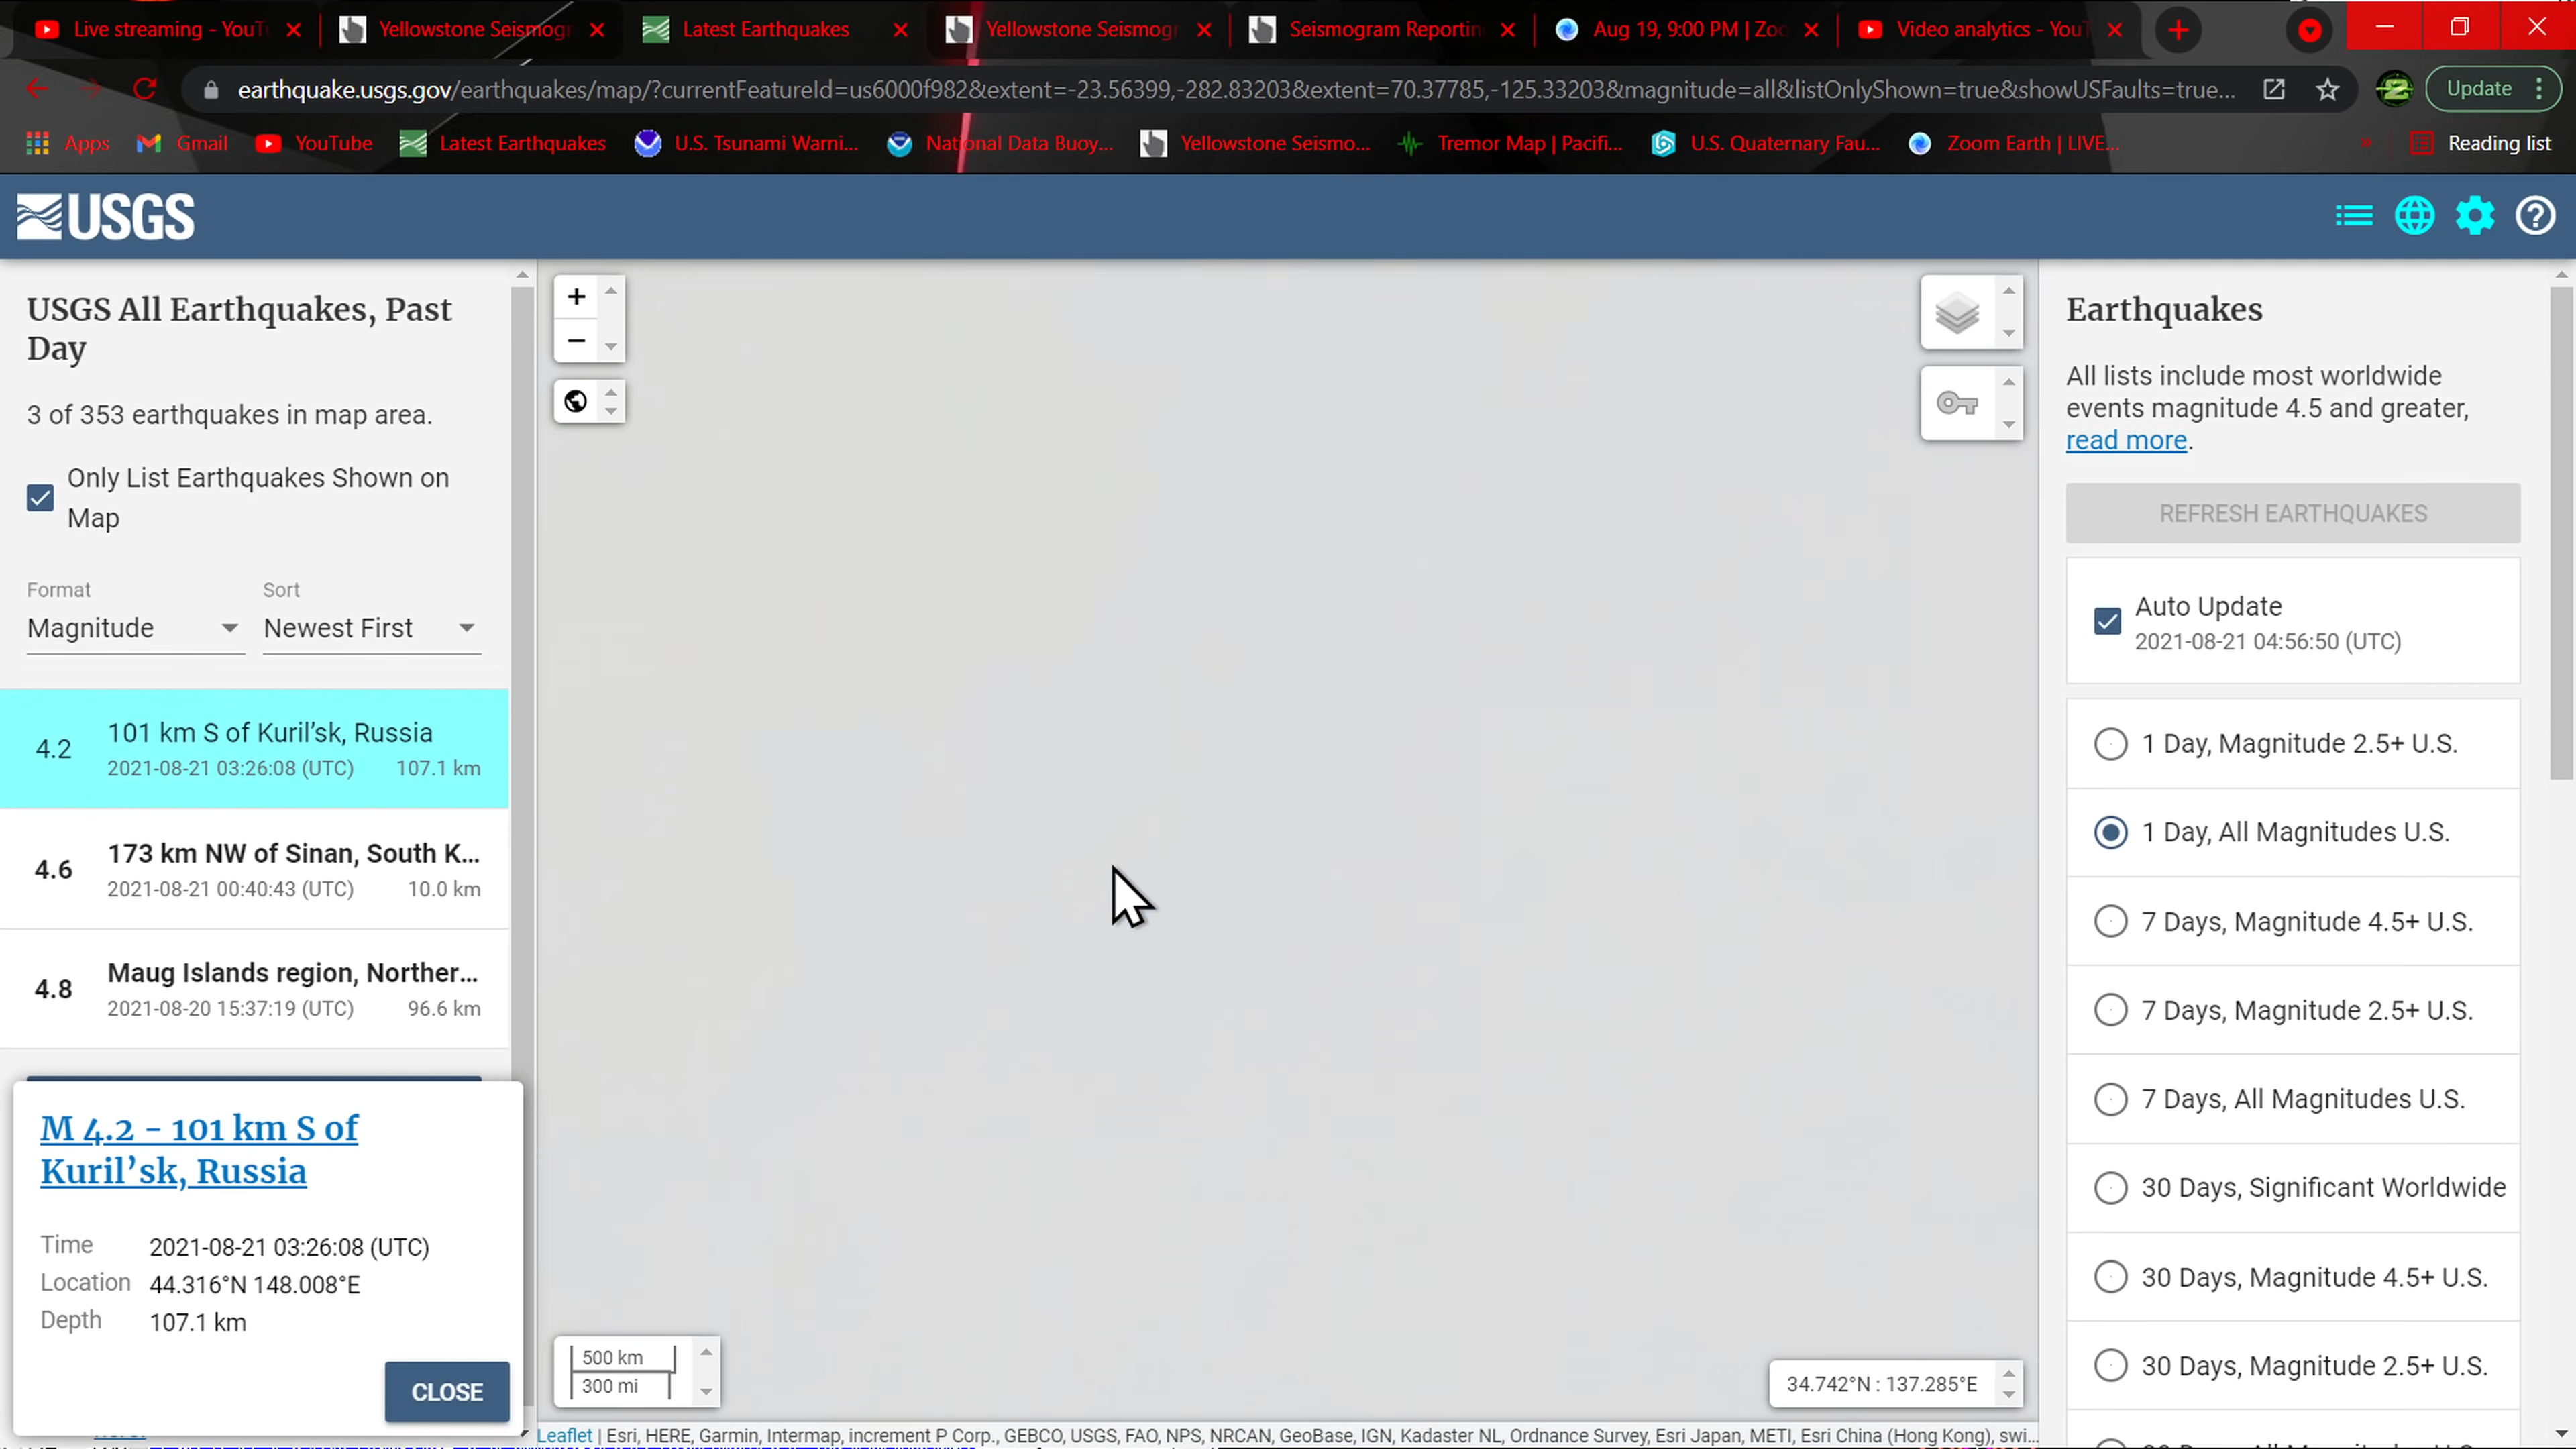 Live streaming - YouT
Yellowstone Seismog
Latest Earthquakes
Yellowstone Seismog
Seismogram Reportin
Aug 19, 9:00 PM | Zoo
Video analytics - YouT
earthquake.usgs.gov/earthquakes/map/?currentFeatureId=us6000f982&extent=-23.56399,-282.83203&extent=70.37785,-125.33203&magnitude=all&listOnlyShown=true&showUSFaults=true...
Update
Apps
Gmail
YouTube
Latest Earthquakes
U.S. Tsunami Warni...
National Data Buoy...
Yellowstone Seismo...
Tremor Map | Pacifi...
U.S. Quaternary Fau...
Zoom Earth | LIVE...
Reading list
USGS
USGS All Earthquakes, Past
Day
3 of 353 earthquakes in map area.
Only List Earthquakes Shown on
Map
Format
Sort
Magnitude
Newest First
4.2
101 km S of Kuril’sk, Russia
2021-08-21 03:26:08 (UTC) 107.1 km
4.6
173 km NW of Sinan, South K...
2021-08-21 00:40:43 (UTC) 10.0 km
4.8
Maug Islands region, Norther...
2021-08-20 15:37:19 (UTC) 96.6 km
M 4.2 - 101 km S of
Kuril’sk, Russia
Time 2021-08-21 03:26:08 (UTC)
Location 44.316°N 148.008°E
Depth 107.1 km
CLOSE
+
−
500 km
300 mi
34.742°N : 137.285°E
Leaflet | Esri, HERE, Garmin, Intermap, increment P Corp., GEBCO, USGS, FAO, NPS, NRCAN, GeoBase, IGN, Kadaster NL, Ordnance Survey, Esri Japan, METI, Esri China (Hong Kong), swi...
Earthquakes
All lists include most worldwide
events magnitude 4.5 and greater,
read more.
REFRESH EARTHQUAKES
Auto Update
2021-08-21 04:56:50 (UTC)
1 Day, Magnitude 2.5+ U.S.
1 Day, All Magnitudes U.S.
7 Days, Magnitude 4.5+ U.S.
7 Days, Magnitude 2.5+ U.S.
7 Days, All Magnitudes U.S.
30 Days, Significant Worldwide
30 Days, Magnitude 4.5+ U.S.
30 Days, Magnitude 2.5+ U.S.